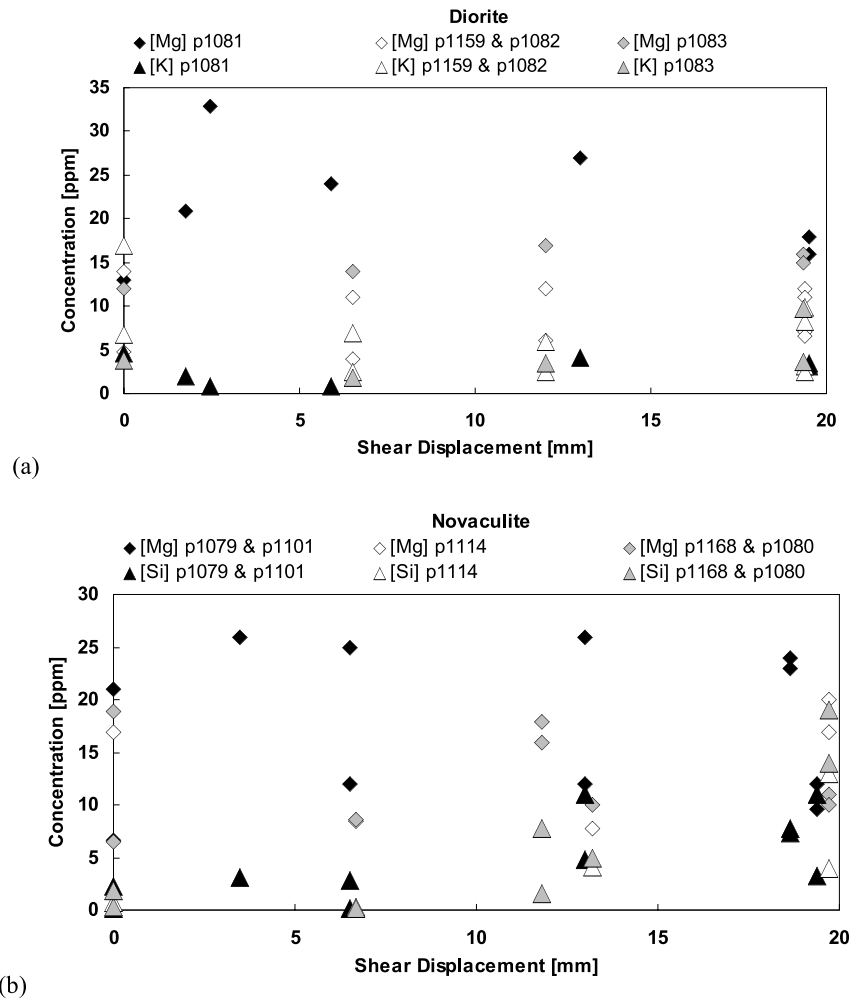 Diorite
[Mg] p1081 [Mg] p1159 & p1082 [Mg] p1083
[K] p1081 [K] p1159 & p1082 [K] p1083
35
30
25
20
15
10
5
0
Concentration [ppm]
0 5 10 15 20
Shear Displacement [mm]
(a)
Novaculite
[Mg] p1079 & p1101 [Mg] p1114 [Mg] p1168 & p1080
[Si] p1079 & p1101 [Si] p1114 [Si] p1168 & p1080
30
25
20
15
10
5
0
Concentration [ppm]
0 5 10 15 20
Shear Displacement [mm]
(b)